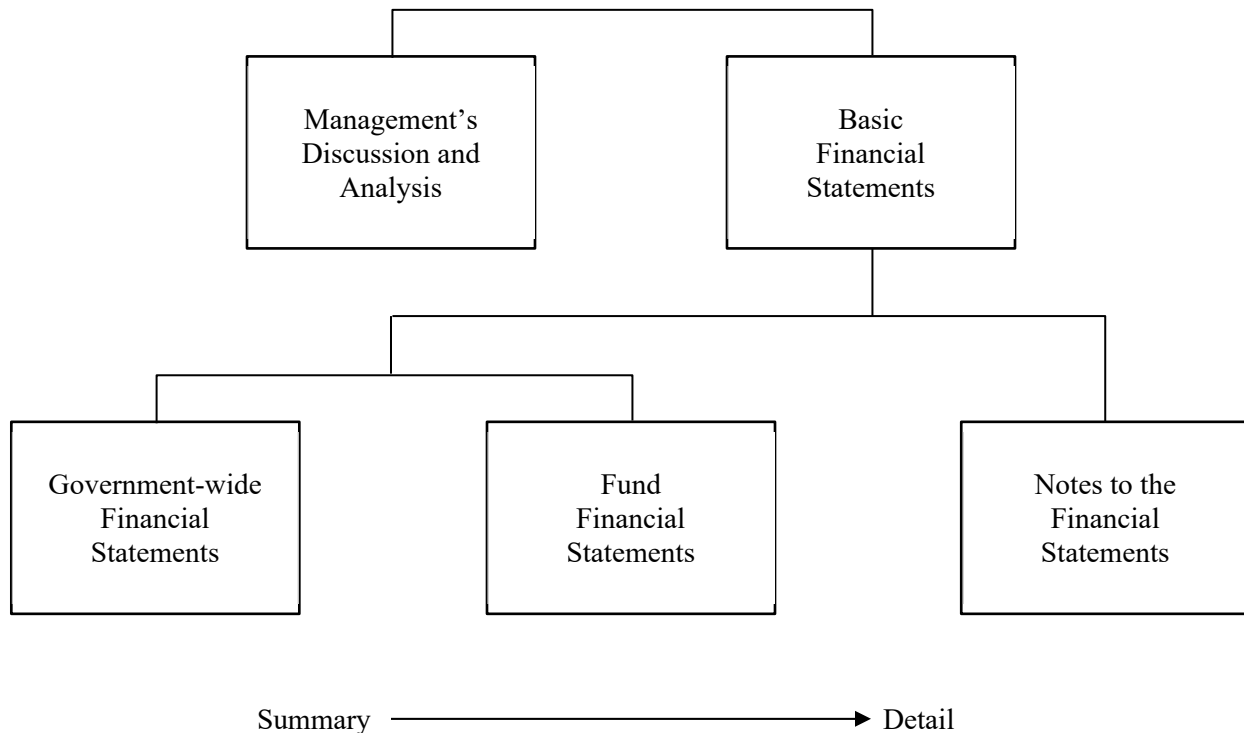 Management’s
Discussion and
Analysis
Basic
Financial
Statements
Government-wide
Financial
Statements
Fund
Financial
Statements
Notes to the
Financial
Statements
Summary
Detail